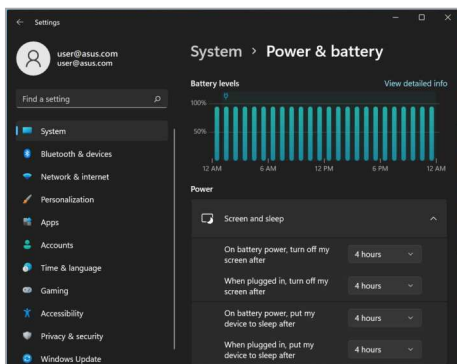 Settings
user@asus.com
user@asus.com
Find a setting
System
Bluetooth & devices
Network & internet
Personalization
Apps
Accounts
Time & language
Gaming
Accessibility
Privacy & security
Windows Update
System > Power & battery
Battery levels
View detailed info
100%
50%
12 AM
6 AM
12 PM
6 PM
12 AM
Power
Screen and sleep
On battery power, turn off my
screen after
4 hours
When plugged in, turn off my
screen after
4 hours
On battery power, put my
device to sleep after
4 hours
When plugged in, put my
device to sleep after
4 hours